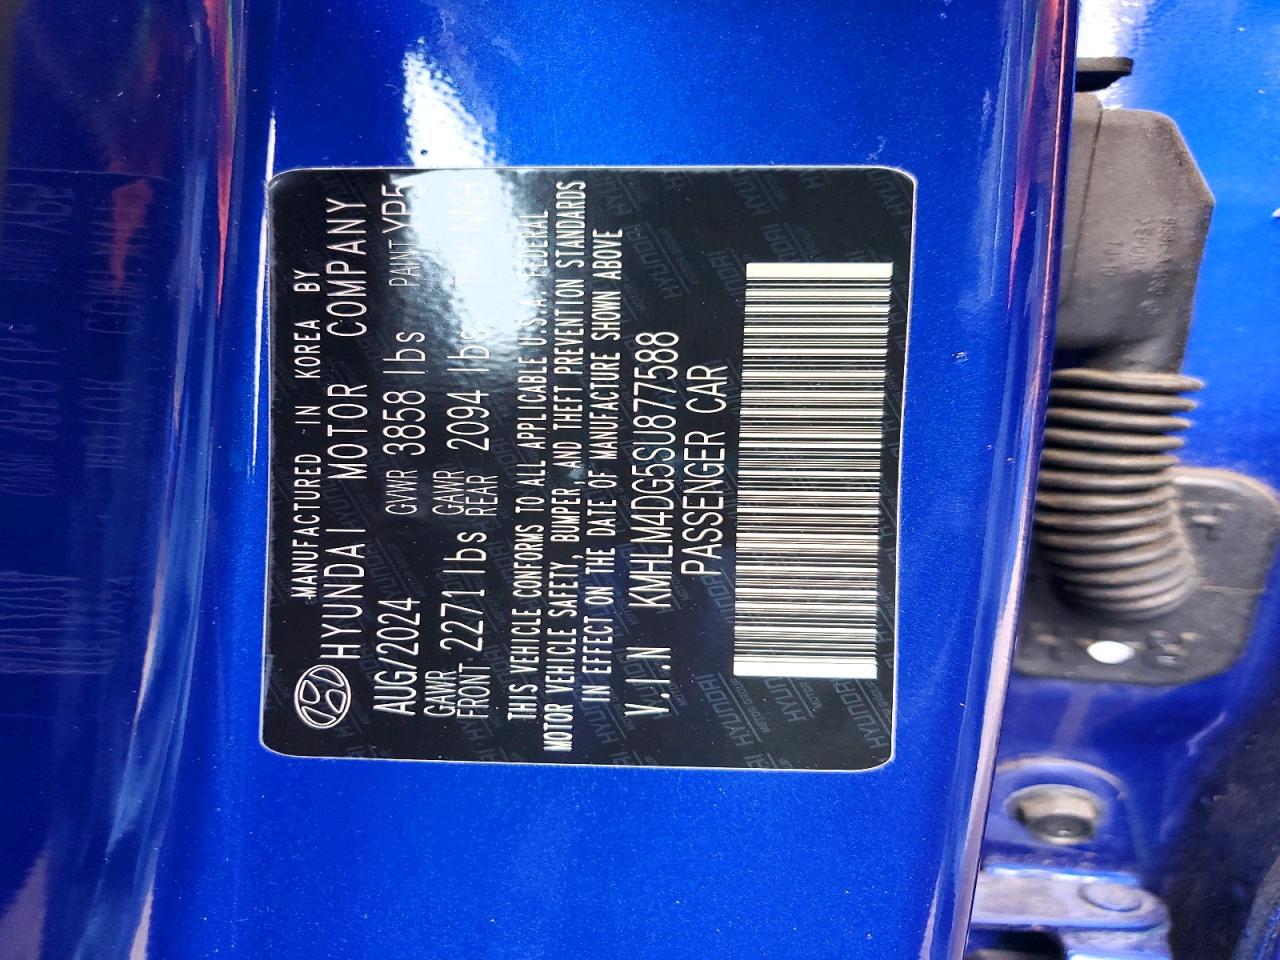 MANUFACTURED IN KOREA BY
HYUNDAI MOTOR COMPANY
AUG/2024 GVWR 3858 lbs PAINT YP5
GAWR FRONT 2271 lbs GAWR REAR 2094 lbs TRIM NNB
THIS VEHICLE CONFORMS TO ALL APPLICABLE U.S.A. FEDERAL
MOTOR VEHICLE SAFETY, BUMPER, AND THEFT PREVENTION STANDARDS
IN EFFECT ON THE DATE OF MANUFACTURE SHOWN ABOVE
V.I.N KMHLM4DG5SU877588
PASSENGER CAR